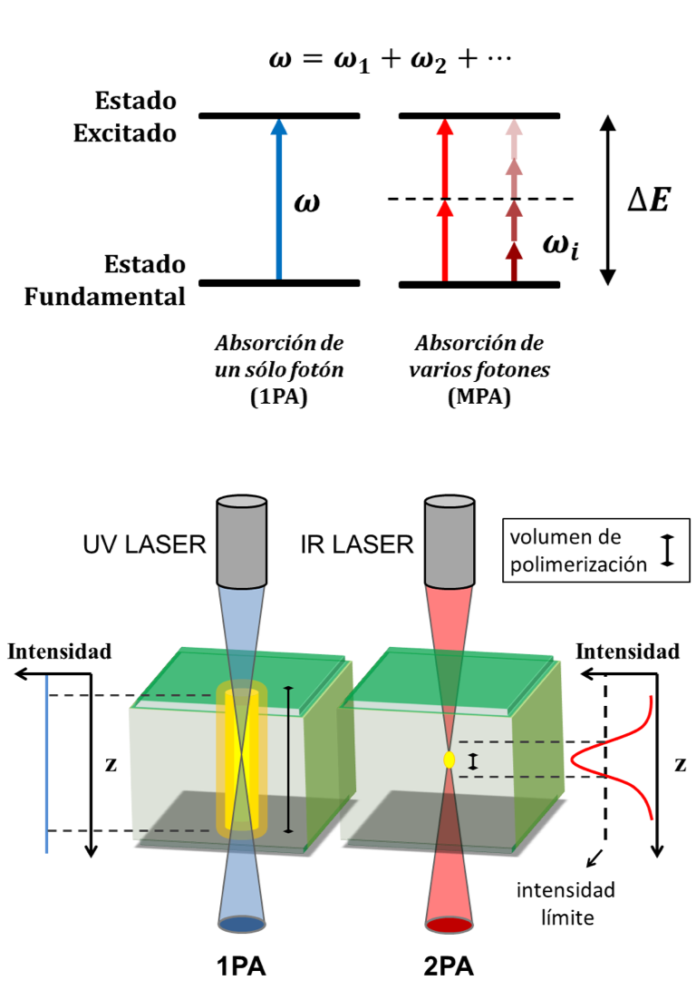 ω = ω₁ + ω₂ + ⋯
Estado
Excitado
ω
ΔE
ωᵢ
Estado
Fundamental
Absorción de
un sólo fotón
(1PA)
Absorción de
varios fotones
(MPA)
UV LASER
IR LASER
volumen de
polimerización
Intensidad
Intensidad
z
z
intensidad
límite
1PA
2PA